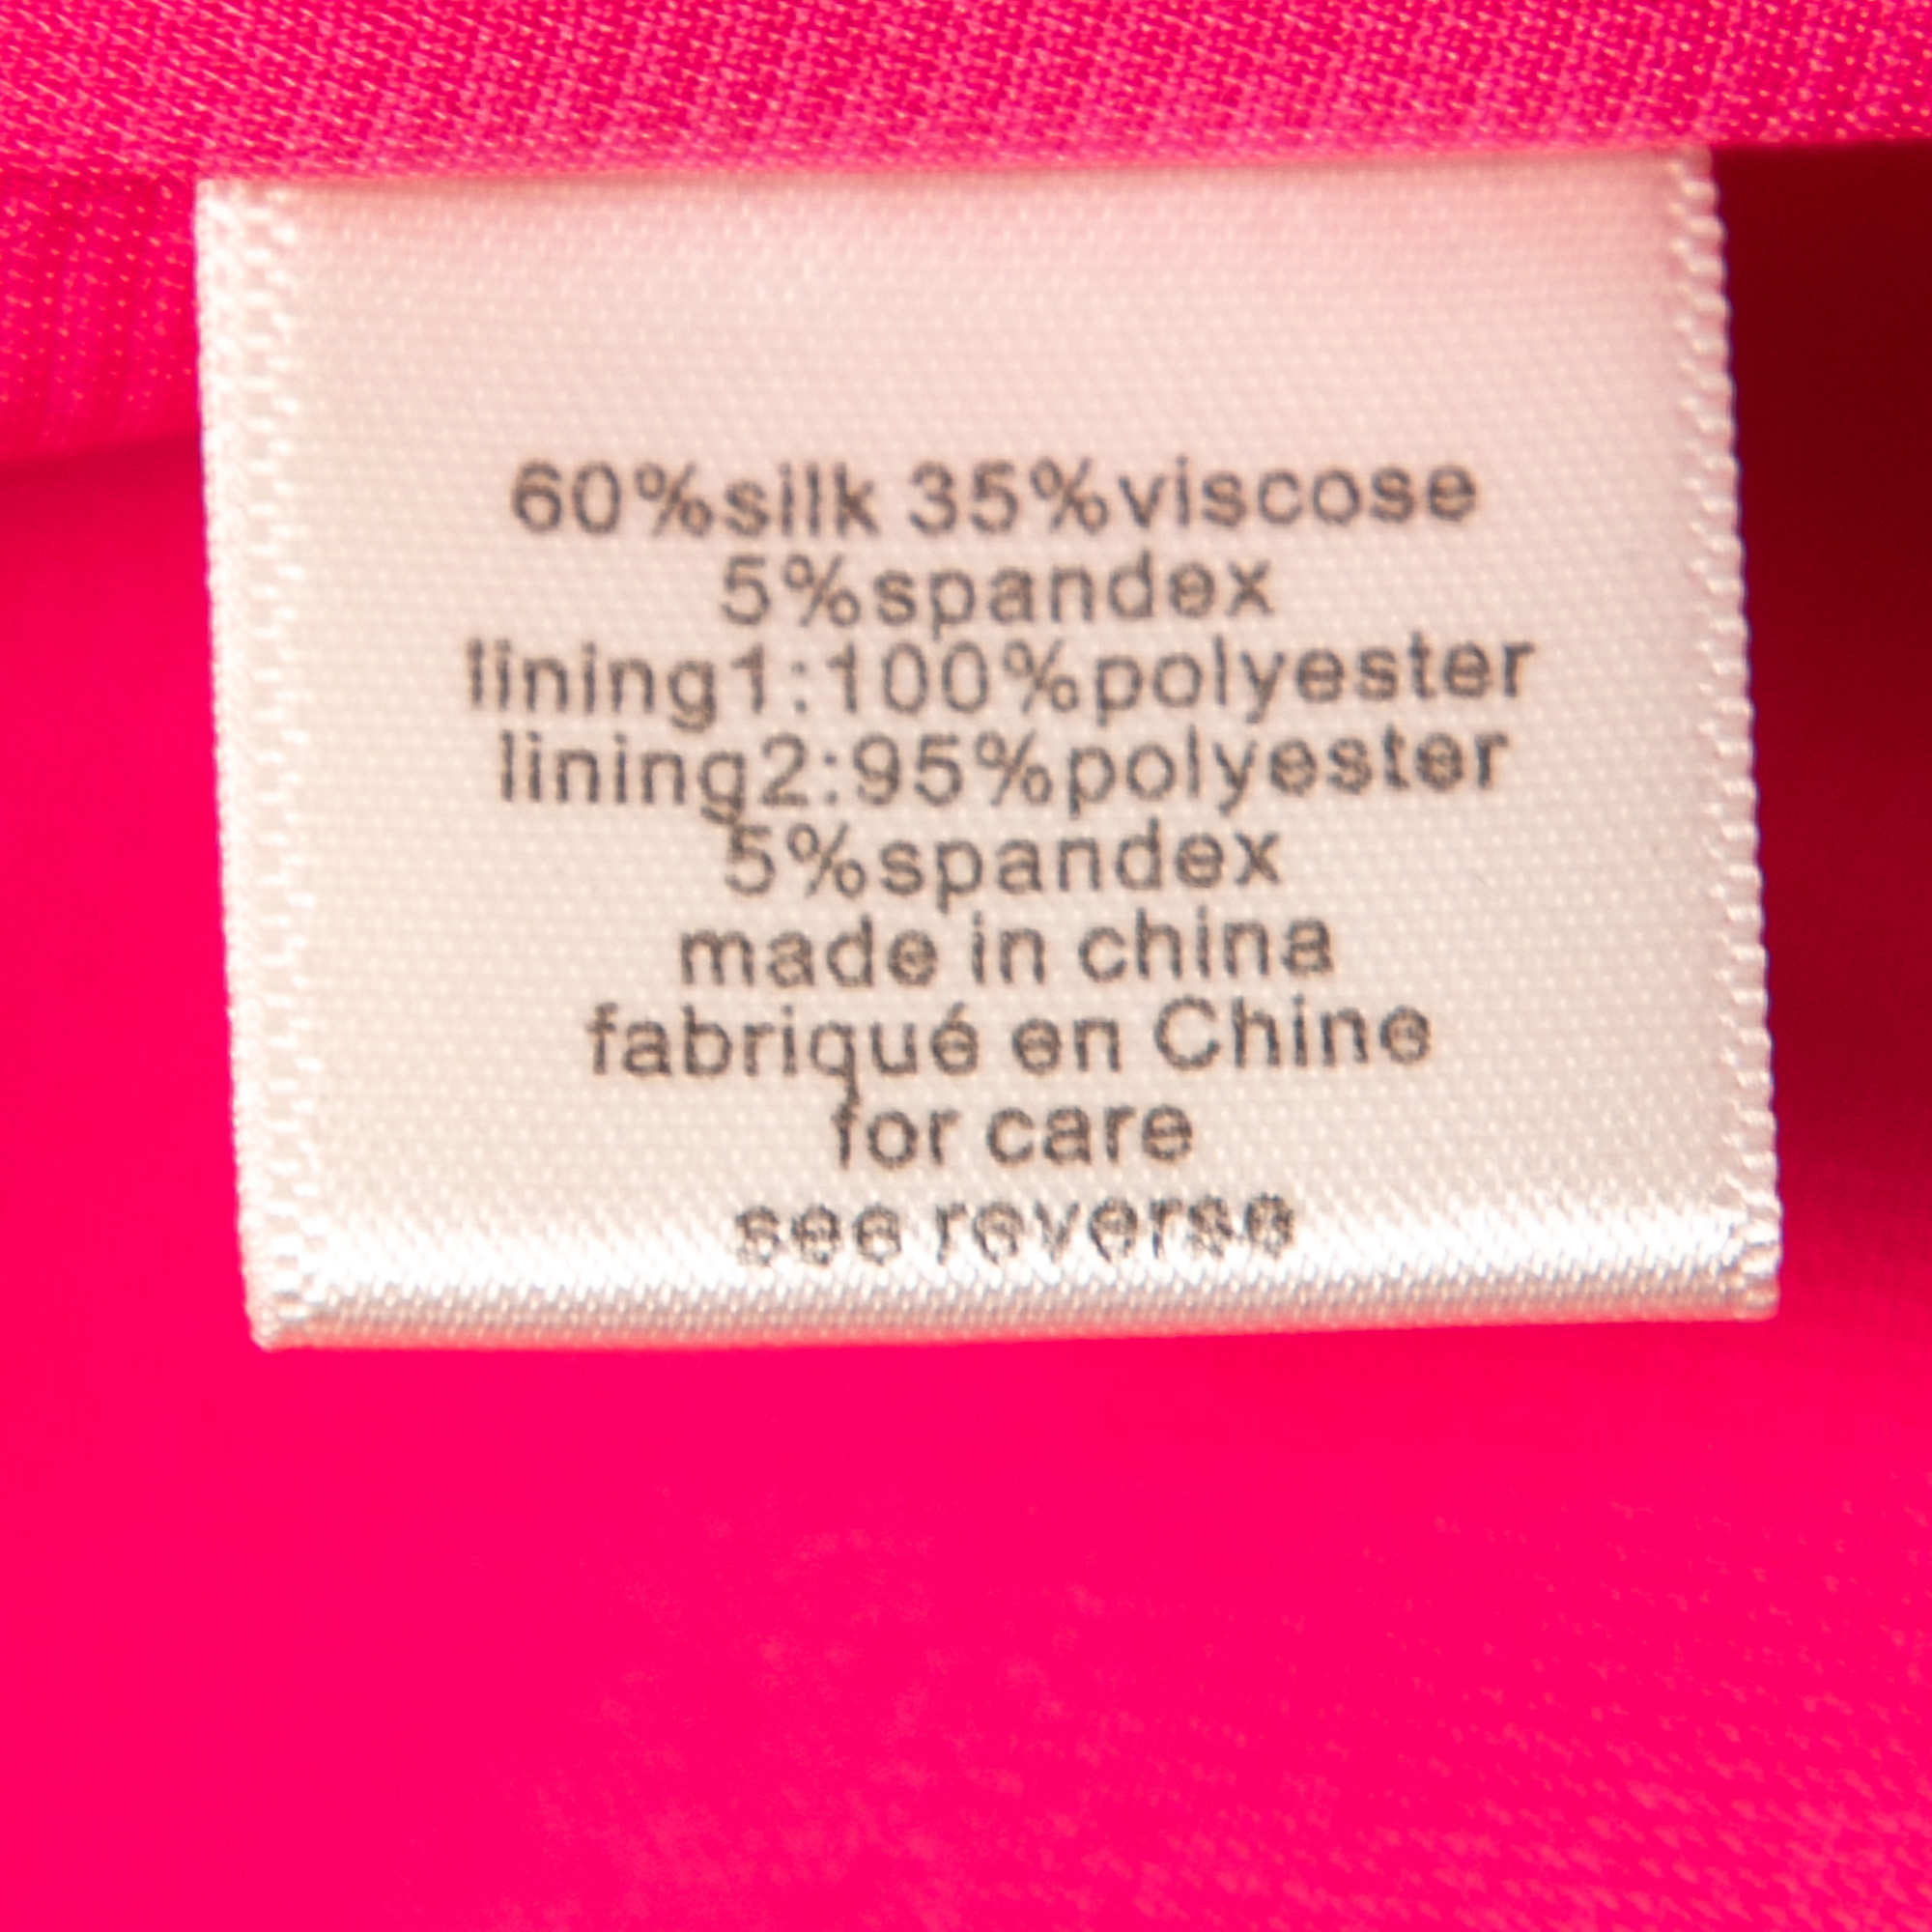 60%silk 35%viscose
5%spandex
lining1:100%polyester
lining2:95%polyester
5%spandex
made in china
fabriqué en Chine
for care
see reverse